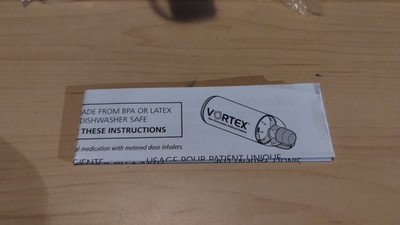 ADE FROM BPA OR LATEX
DISHWASHER SAFE
THESE INSTRUCTIONS
of medication with metered dose inhalers.
VORTEX
USAGE POUR PATIENT UNIQUE